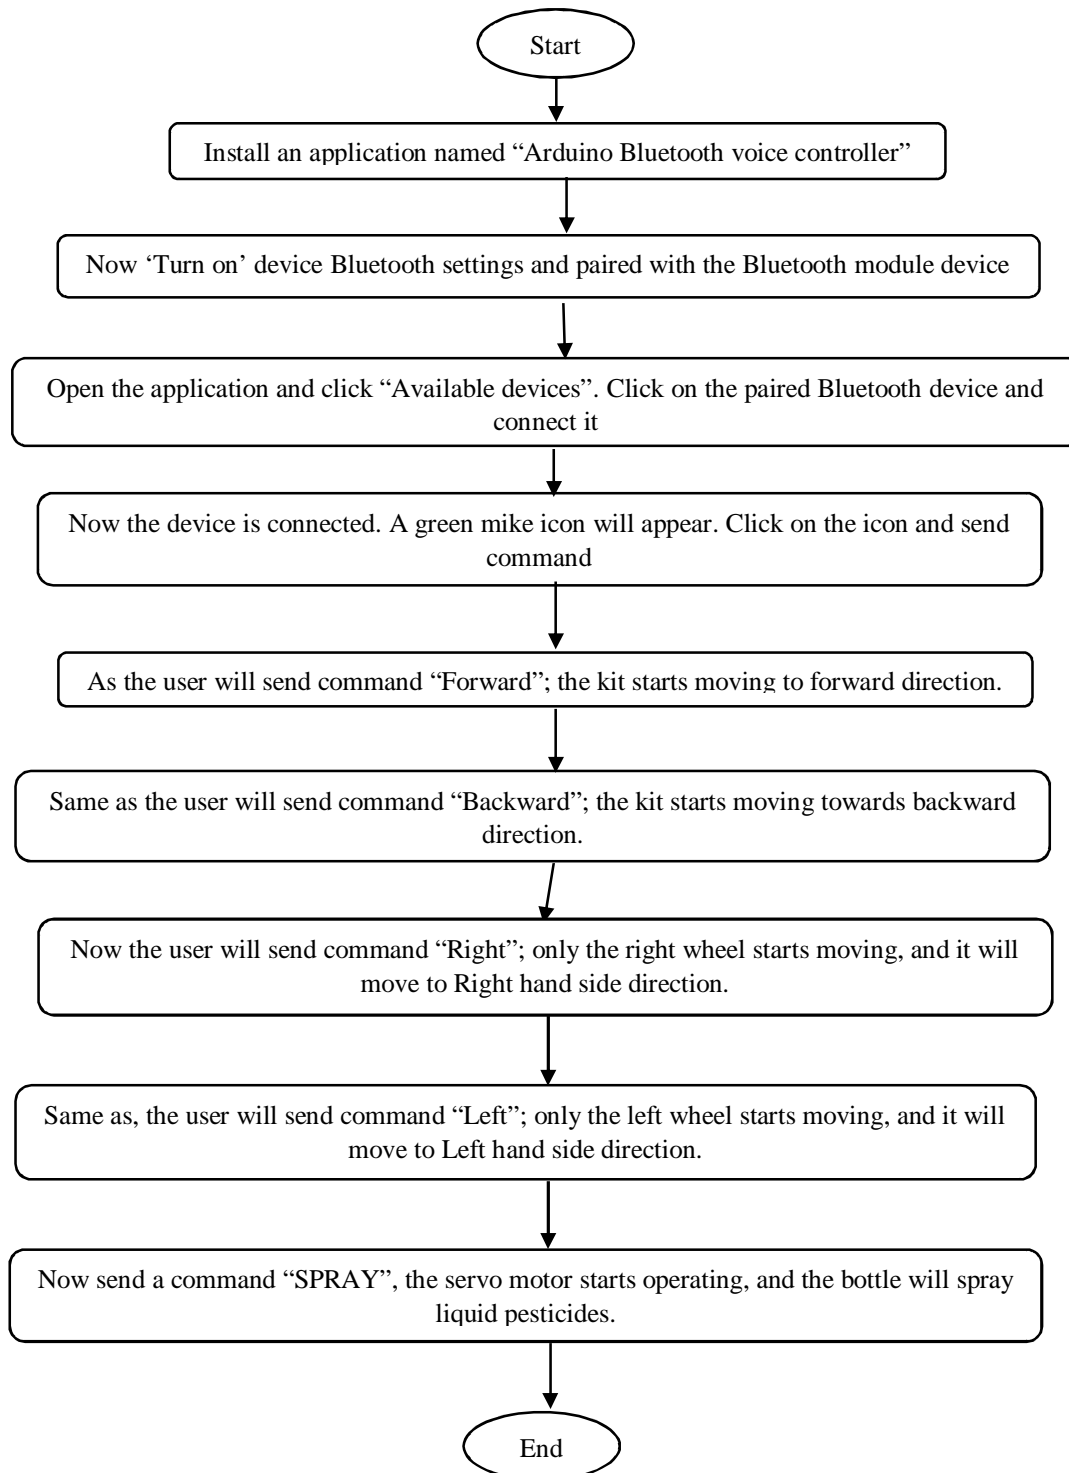 Start
Install an application named “Arduino Bluetooth voice controller”
Now ‘Turn on’ device Bluetooth settings and paired with the Bluetooth module device
Open the application and click “Available devices”. Click on the paired Bluetooth device and
connect it
Now the device is connected. A green mike icon will appear. Click on the icon and send
command
As the user will send command “Forward”; the kit starts moving to forward direction.
Same as the user will send command “Backward”; the kit starts moving towards backward
direction.
Now the user will send command “Right”; only the right wheel starts moving, and it will
move to Right hand side direction.
Same as, the user will send command “Left”; only the left wheel starts moving, and it will
move to Left hand side direction.
Now send a command “SPRAY”, the servo motor starts operating, and the bottle will spray
liquid pesticides.
End